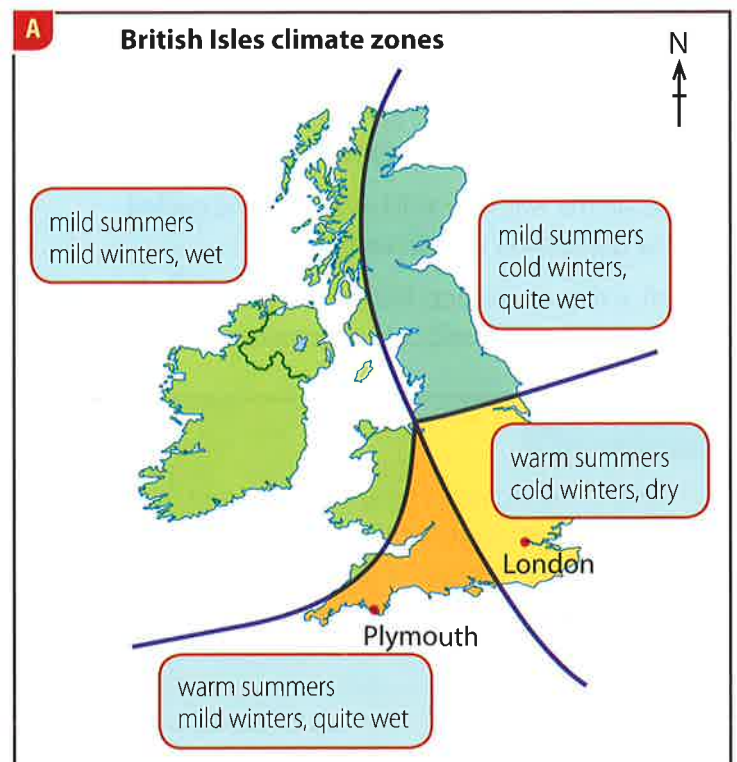 A
British Isles climate zones
N
mild summers
mild winters, wet
mild summers
cold winters,
quite wet
warm summers
cold winters, dry
London
Plymouth
warm summers
mild winters, quite wet